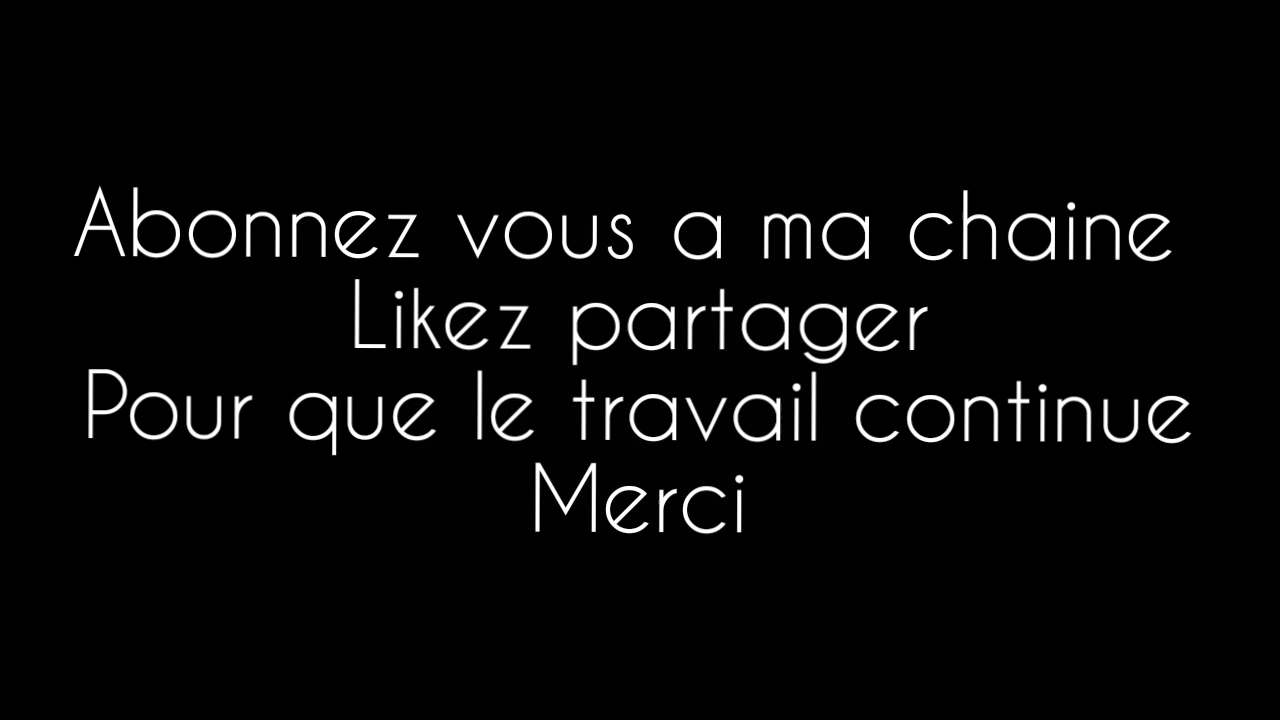 Abonnez vous a ma chaine
Likez partager
Pour que le travail continue
Merci